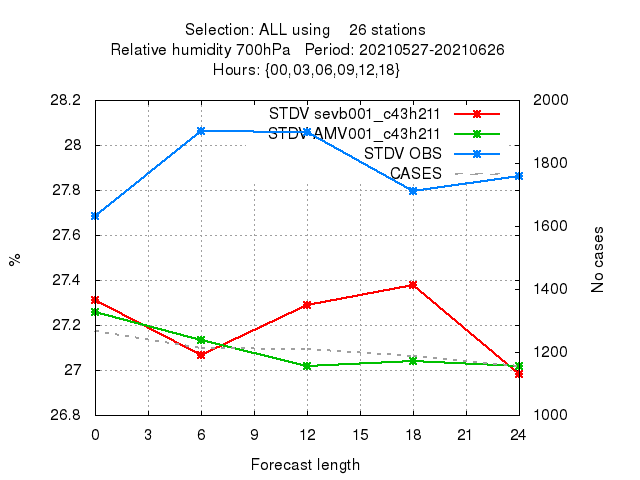 Selection: ALL using 26 stations
Relative humidity 700hPa Period: 20210527-20210626
Hours: {00,03,06,09,12,18}
28.2 2000
STDV sevb001_c43h211
STDV AMV001_c43h211
28
STDV OBS
1800
CASES
27.8
1600
27.6
27.4
1400
27.2
1200
27
26.8 1000
%
No cases
0 3 6 9 12 15 18 21 24
Forecast length